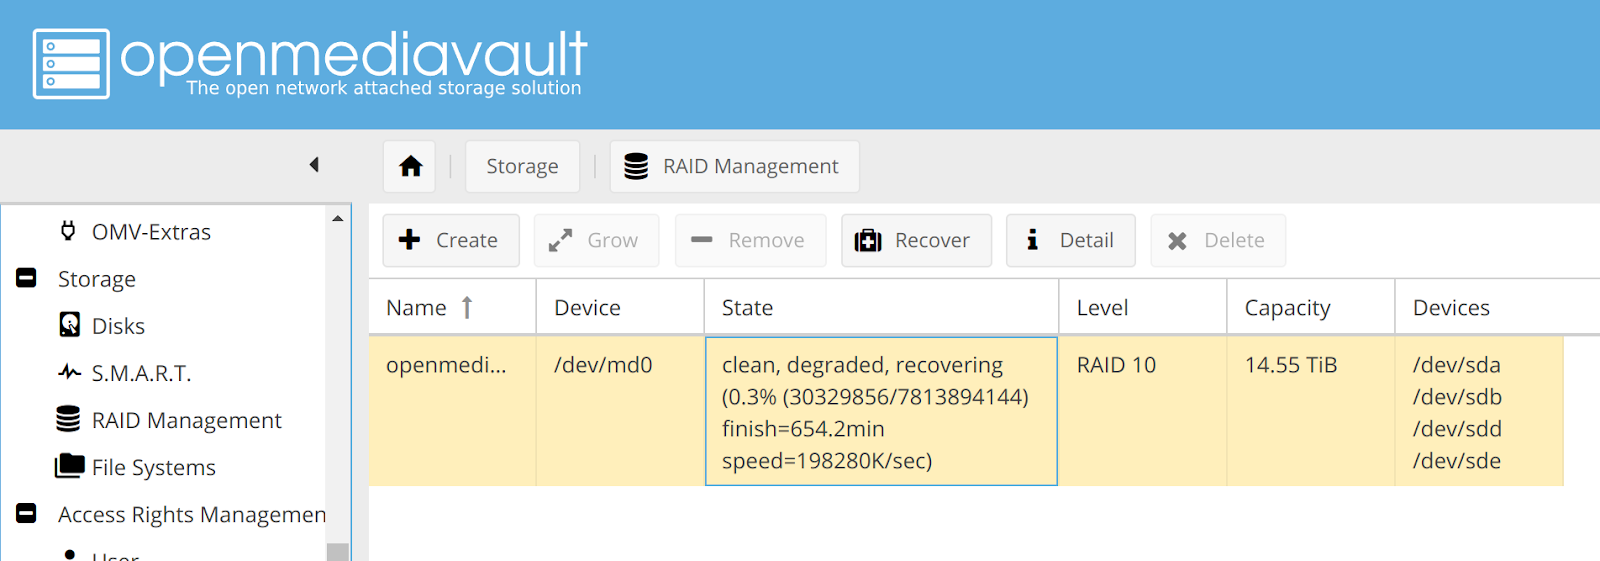 openmediavault
The open network attached storage solution
Storage
RAID Management
OMV-Extras
Storage
Disks
S.M.A.R.T.
RAID Management
File Systems
Access Rights Managemen
User
Create
Grow
Remove
Recover
Detail
Delete
Name
Device
State
Level
Capacity
Devices
openmedi...
/dev/md0
clean, degraded, recovering
(0.3% (30329856/7813894144)
finish=654.2min
speed=198280K/sec)
RAID 10
14.55 TiB
/dev/sda
/dev/sdb
/dev/sdd
/dev/sde